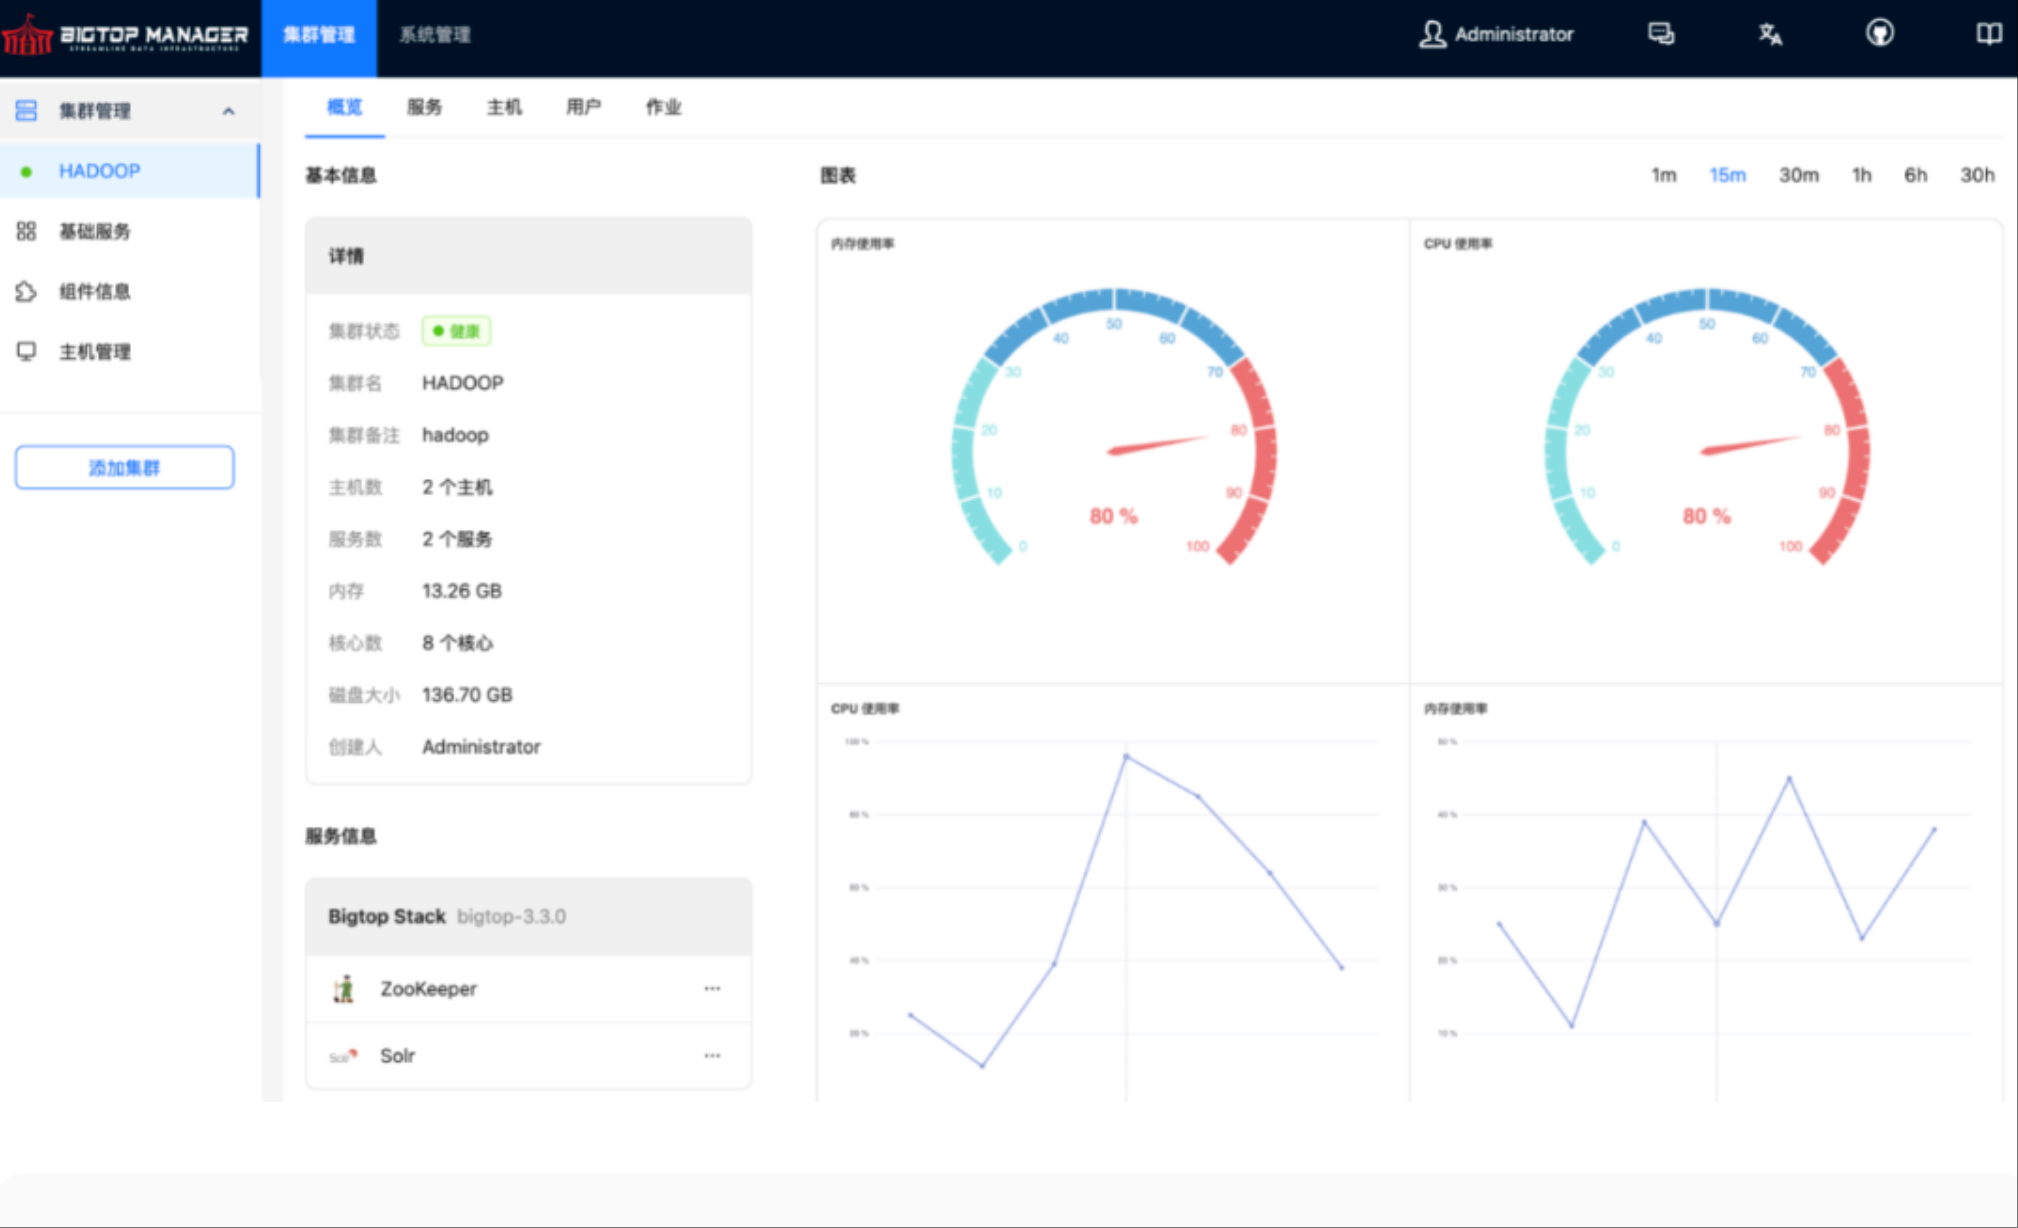 BIGTOP MANAGER
STREAMLINE DATA INFRASTRUCTURE
集群管理
系统管理
Administrator
集群管理
HADOOP
基础服务
组件信息
主机管理
添加集群
概览 服务 主机 用户 作业
基本信息
详情
集群状态 健康
集群名 HADOOP
集群备注 hadoop
主机数 2 个主机
服务数 2 个服务
内存 13.26 GB
核心数 8 个核心
磁盘大小 136.70 GB
创建人 Administrator
服务信息
Bigtop Stack bigtop-3.3.0
ZooKeeper ···
Solr Solr ···
图表
1m 15m 30m 1h 6h 30h
内存使用率
0 10 20 30 40 50 60 70 80 90 100
80 %
CPU 使用率
0 10 20 30 40 50 60 70 80 90 100
80 %
CPU 使用率
100 %
80 %
60 %
40 %
20 %
内存使用率
50 %
40 %
30 %
20 %
10 %